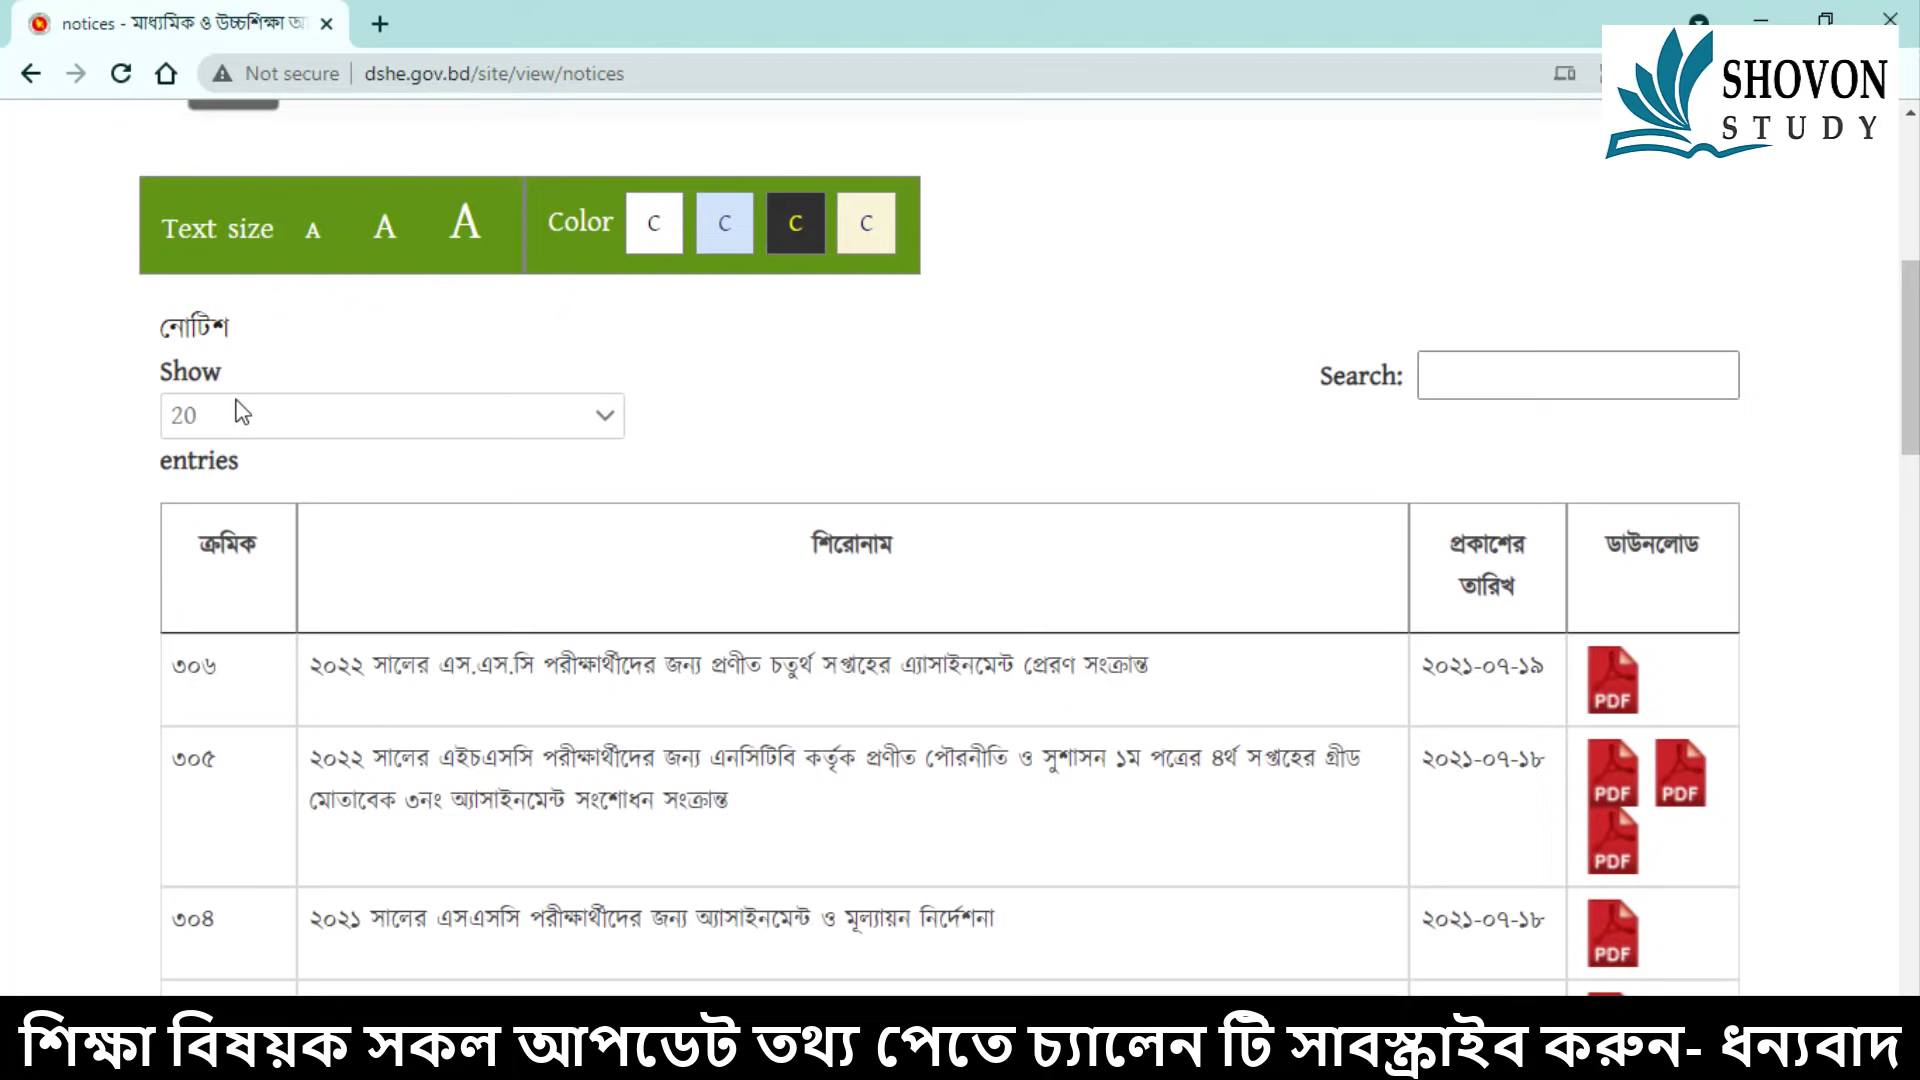 notices - মাধ্যমিক ও উচ্চশিক্ষা অ
Not secure
dshe.gov.bd/site/view/notices
SHOVON
STUDY
Text size A A A Color C C C C
নোটিশ
Show
20
entries
Search:
ক্রমিক শিরোনাম প্রকাশের তারিখ ডাউনলোড
৩০৬ ২০২২ সালের এস.এস.সি পরীক্ষার্থীদের জন্য প্রণীত চতুর্থ সপ্তাহের এ্যাসাইনমেন্ট প্রেরণ সংক্রান্ত ২০২১-০৭-১৯
PDF
৩০৫ ২০২২ সালের এইচএসসি পরীক্ষার্থীদের জন্য এনসিটিবি কর্তৃক প্রণীত পৌরনীতি ও সুশাসন ১ম পত্রের ৪র্থ সপ্তাহের গ্রীড ২০২১-০৭-১৮
মোতাবেক ৩নং অ্যাসাইনমেন্ট সংশোধন সংক্রান্ত
PDF PDF
PDF
৩০৪ ২০২১ সালের এসএসসি পরীক্ষার্থীদের জন্য অ্যাসাইনমেন্ট ও মূল্যায়ন নির্দেশনা ২০২১-০৭-১৮
PDF
শিক্ষা বিষয়ক সকল আপডেট তথ্য পেতে চ্যালেন টি সাবস্ক্রাইব করুন- ধন্যবাদ